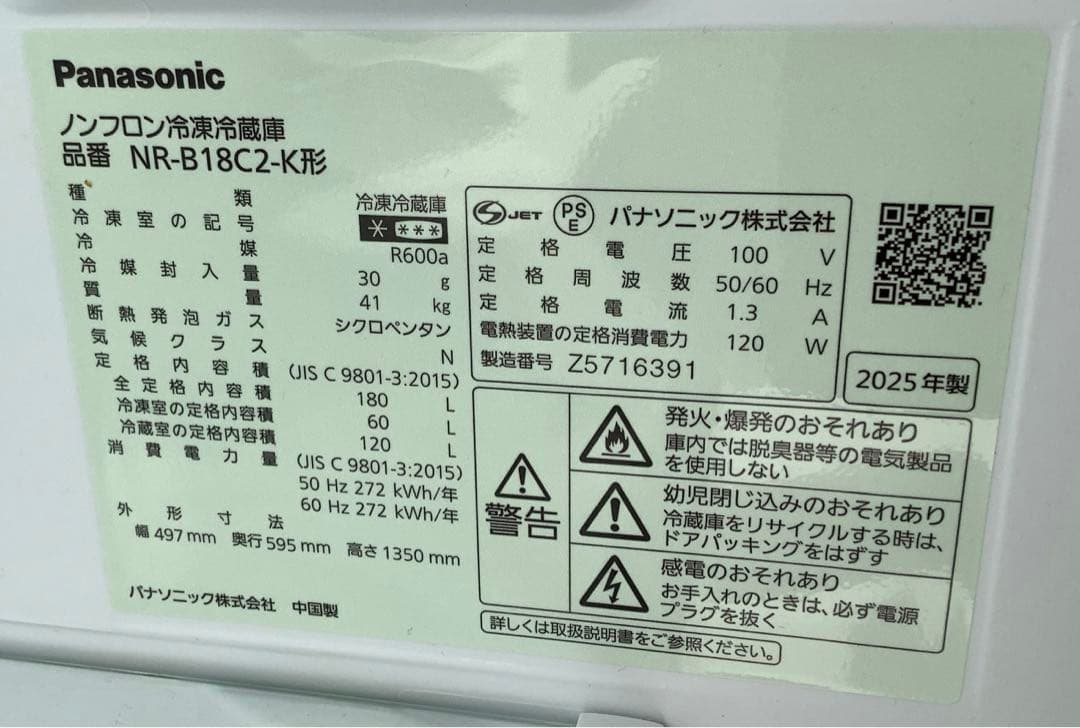 Panasonic
ノンフロン冷凍冷蔵庫
品番 NR-B18C2-K形
種類 冷凍冷蔵庫
冷凍室の記号 * ***
冷媒 R600a
冷媒封入量 30 g
質量 41 kg
断熱発泡ガス シクロペンタン
気候クラス N
定格内容積 (JIS C 9801-3:2015)
全定格内容積 180 L
冷凍室の定格内容積 60 L
冷蔵室の定格内容積 120 L
消費電力量 (JIS C 9801-3:2015)
50 Hz 272 kWh/年
60 Hz 272 kWh/年
外形寸法
幅 497 mm 奥行 595 mm 高さ 1350 mm
パナソニック株式会社 中国製
JET PSE パナソニック株式会社
定格電圧 100 V
定格周波数 50/60 Hz
定格電流 1.3 A
電熱装置の定格消費電力 120 W
製造番号 Z5716391
2025年製
警告
発火・爆発のおそれあり
庫内では脱臭器等の電気製品
を使用しない
幼児閉じ込みのおそれあり
冷蔵庫をリサイクルする時は、
ドアパッキングをはずす
感電のおそれあり
お手入れのときは、必ず電源
プラグを抜く
詳しくは取扱説明書をご参照ください。